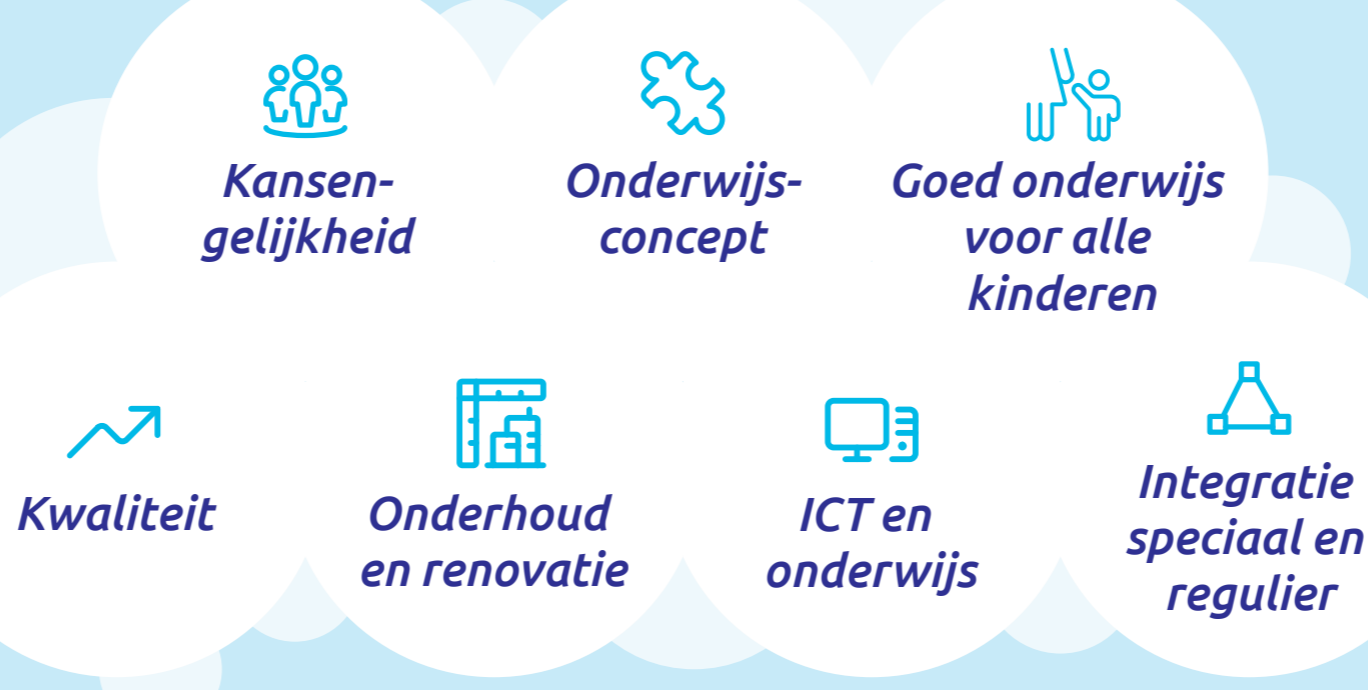 Kansen-
gelijkheid
Onderwijs-
concept
Goed onderwijs
voor alle
kinderen
Kwaliteit
Onderhoud
en renovatie
ICT en
onderwijs
Integratie
speciaal en
regulier